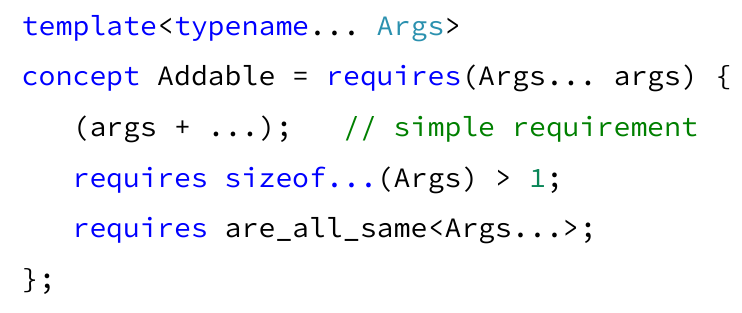 template<typename... Args>
concept Addable = requires(Args... args) {
(args + ...);   // simple requirement
requires sizeof...(Args) > 1;
requires are_all_same<Args...>;
};